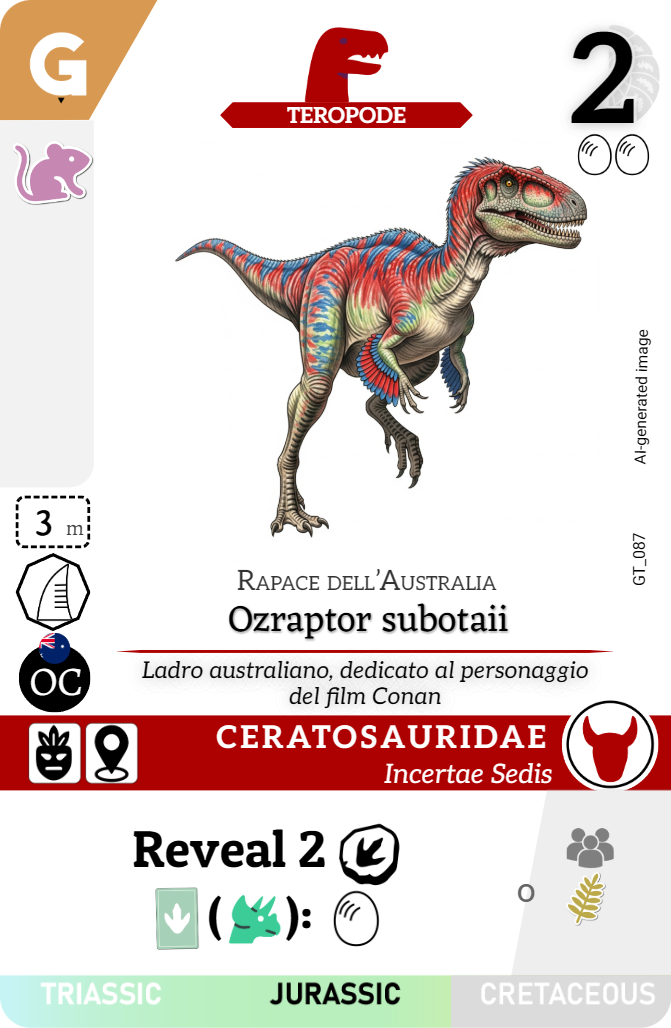 G
TEROPODE
2
AI-generated image
GT_087
3 m
OC
Rapace dell'Australia
Ozraptor subotaii
Ladro australiano, dedicato al personaggio
del film Conan
CERATOSAURIDAE
Incertae Sedis
Reveal 2
( ):
o
TRIASSIC JURASSIC CRETACEOUS